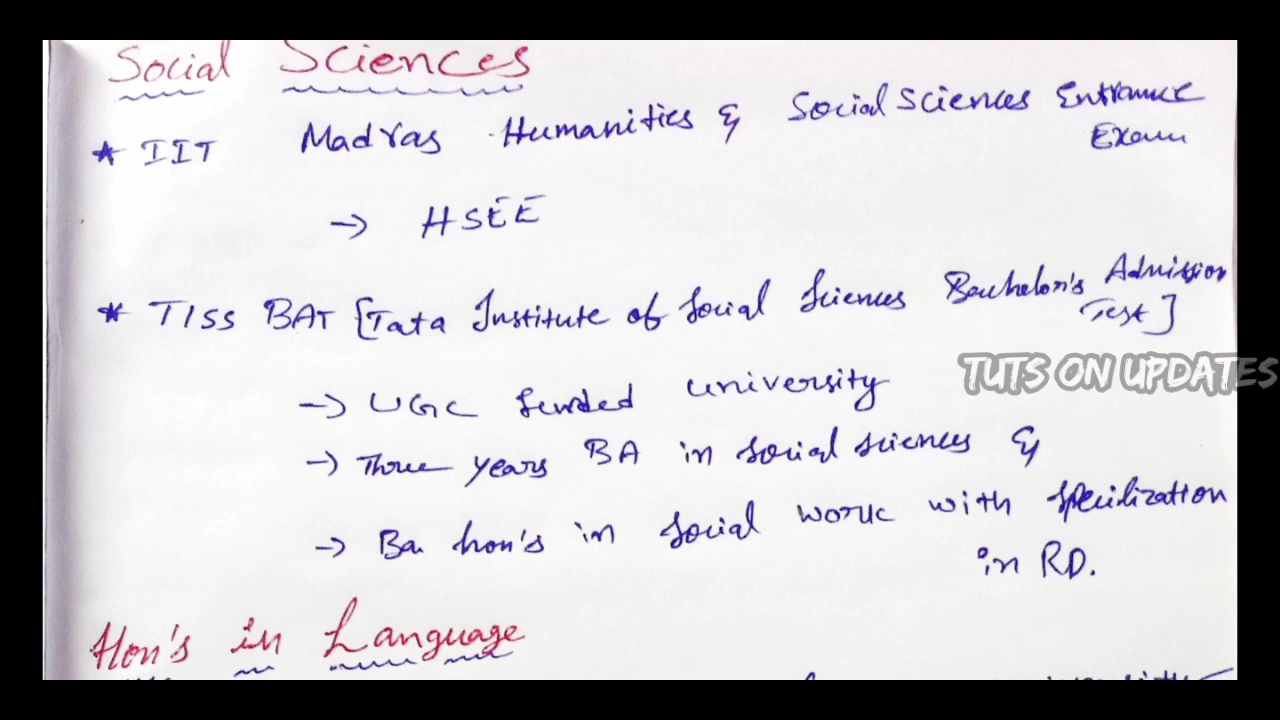 Social Sciences
* IIT Madras Humanities & Social Sciences Entrance
Exam
→ HSEE
* TISS BAT [Tata Institute of Social Sciences Bachelor's Admission
Test]
TUTS ON UPDATES
→ UGC funded university
→ Three years BA in social sciences &
→ Ba hon's in social work with specilization
in RD.
Hon's in Language